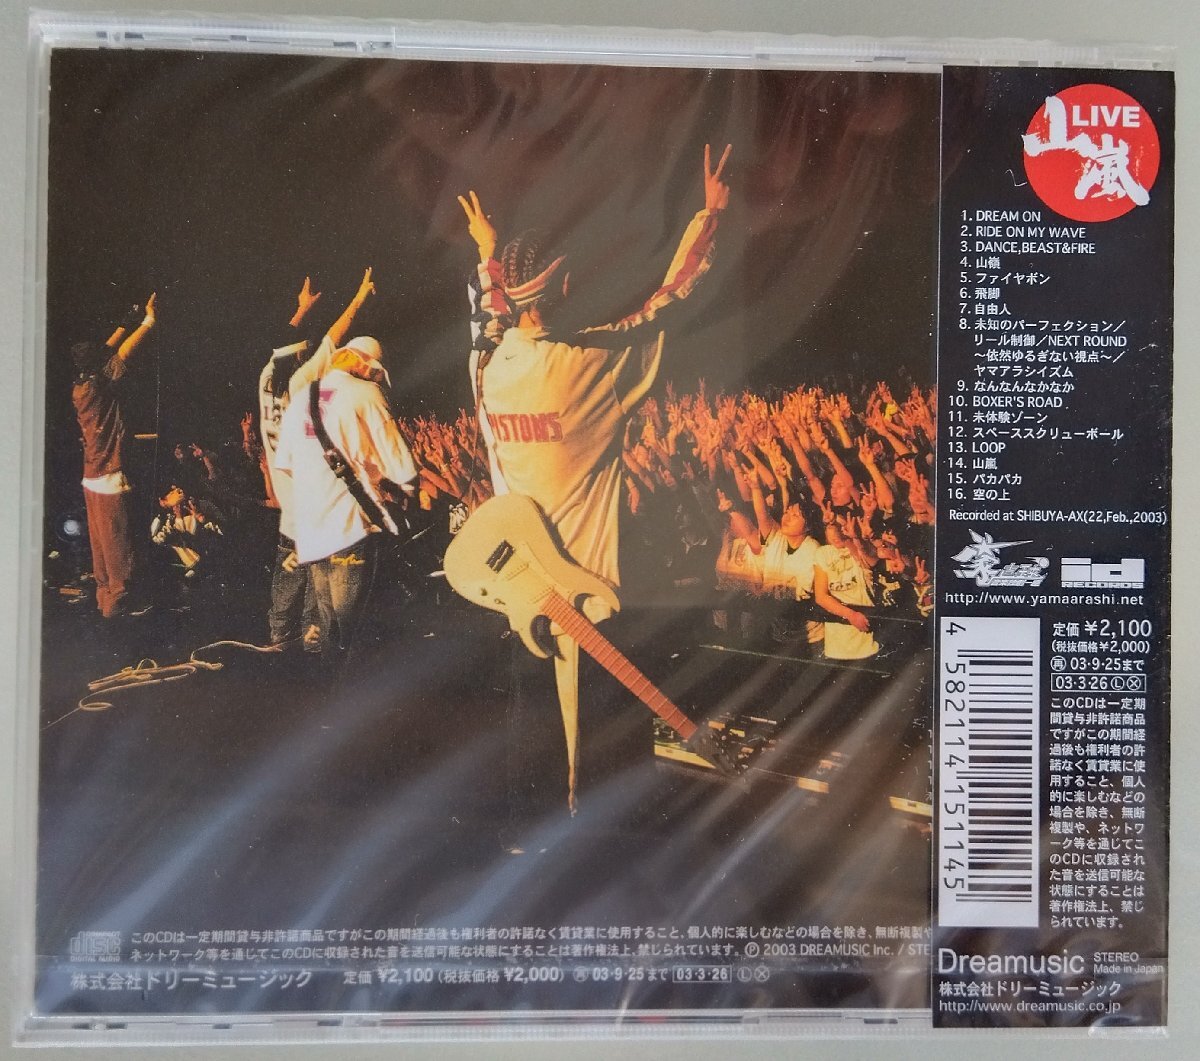 LIVE
山嵐
1. DREAM ON
2. RIDE ON MY WAVE
3. DANCE,BEAST&FIRE
4. 山嶺
5. ファイヤボン
6. 飛脚
7. 自由人
8. 未知のパーフェクション／
リール制御／NEXT ROUND
〜依然ゆるぎない視点〜／
ヤマアラシイズム
9. なんなんなかなか
10. BOXER'S ROAD
11. 未体験ゾーン
12. スペーススクリューボール
13. LOOP
14. 山嵐
15. パカパカ
16. 空の上
Recorded at SHIBUYA-AX(22,Feb.,2003)
id
RECORDS
http://www.yamaarashi.net
4 582114 151145
定価 ¥2,100
(税抜価格¥2,000)
㊢ 03・9・25まで
03・3・26 Ⓛ Ⓧ
このCDは一定期
間貸与非許諾商品
ですがこの期間経
過後も権利者の許
諾なく賃貸業に使
用すること、個人
的に楽しむなどの
場合を除き、無断
複製や、ネットワ
ーク等を通じてこ
のCDに収録され
た音を送信可能な
状態にすることは
著作権法上、禁じ
られています。
Dreamusic
STEREO
Made in Japan
株式会社ドリーミュージック
http://www.dreamusic.co.jp
PISTONS
disc
DIGITAL AUDIO
このCDは一定期間貸与非許諾商品ですがこの期間経過後も権利者の許諾なく賃貸業に使用すること、個人的に楽しむなどの場合を除き、無断複製や
ネットワーク等を通じてこのCDに収録された音を送信可能な状態にすることは著作権法上、禁じられています。Ⓟ 2003 DREAMUSIC Inc. / STE
株式会社ドリーミュージック 定価 ¥2,100 (税抜価格 ¥2,000) 03・9・25 まで 03・3・26 Ⓛ Ⓧ